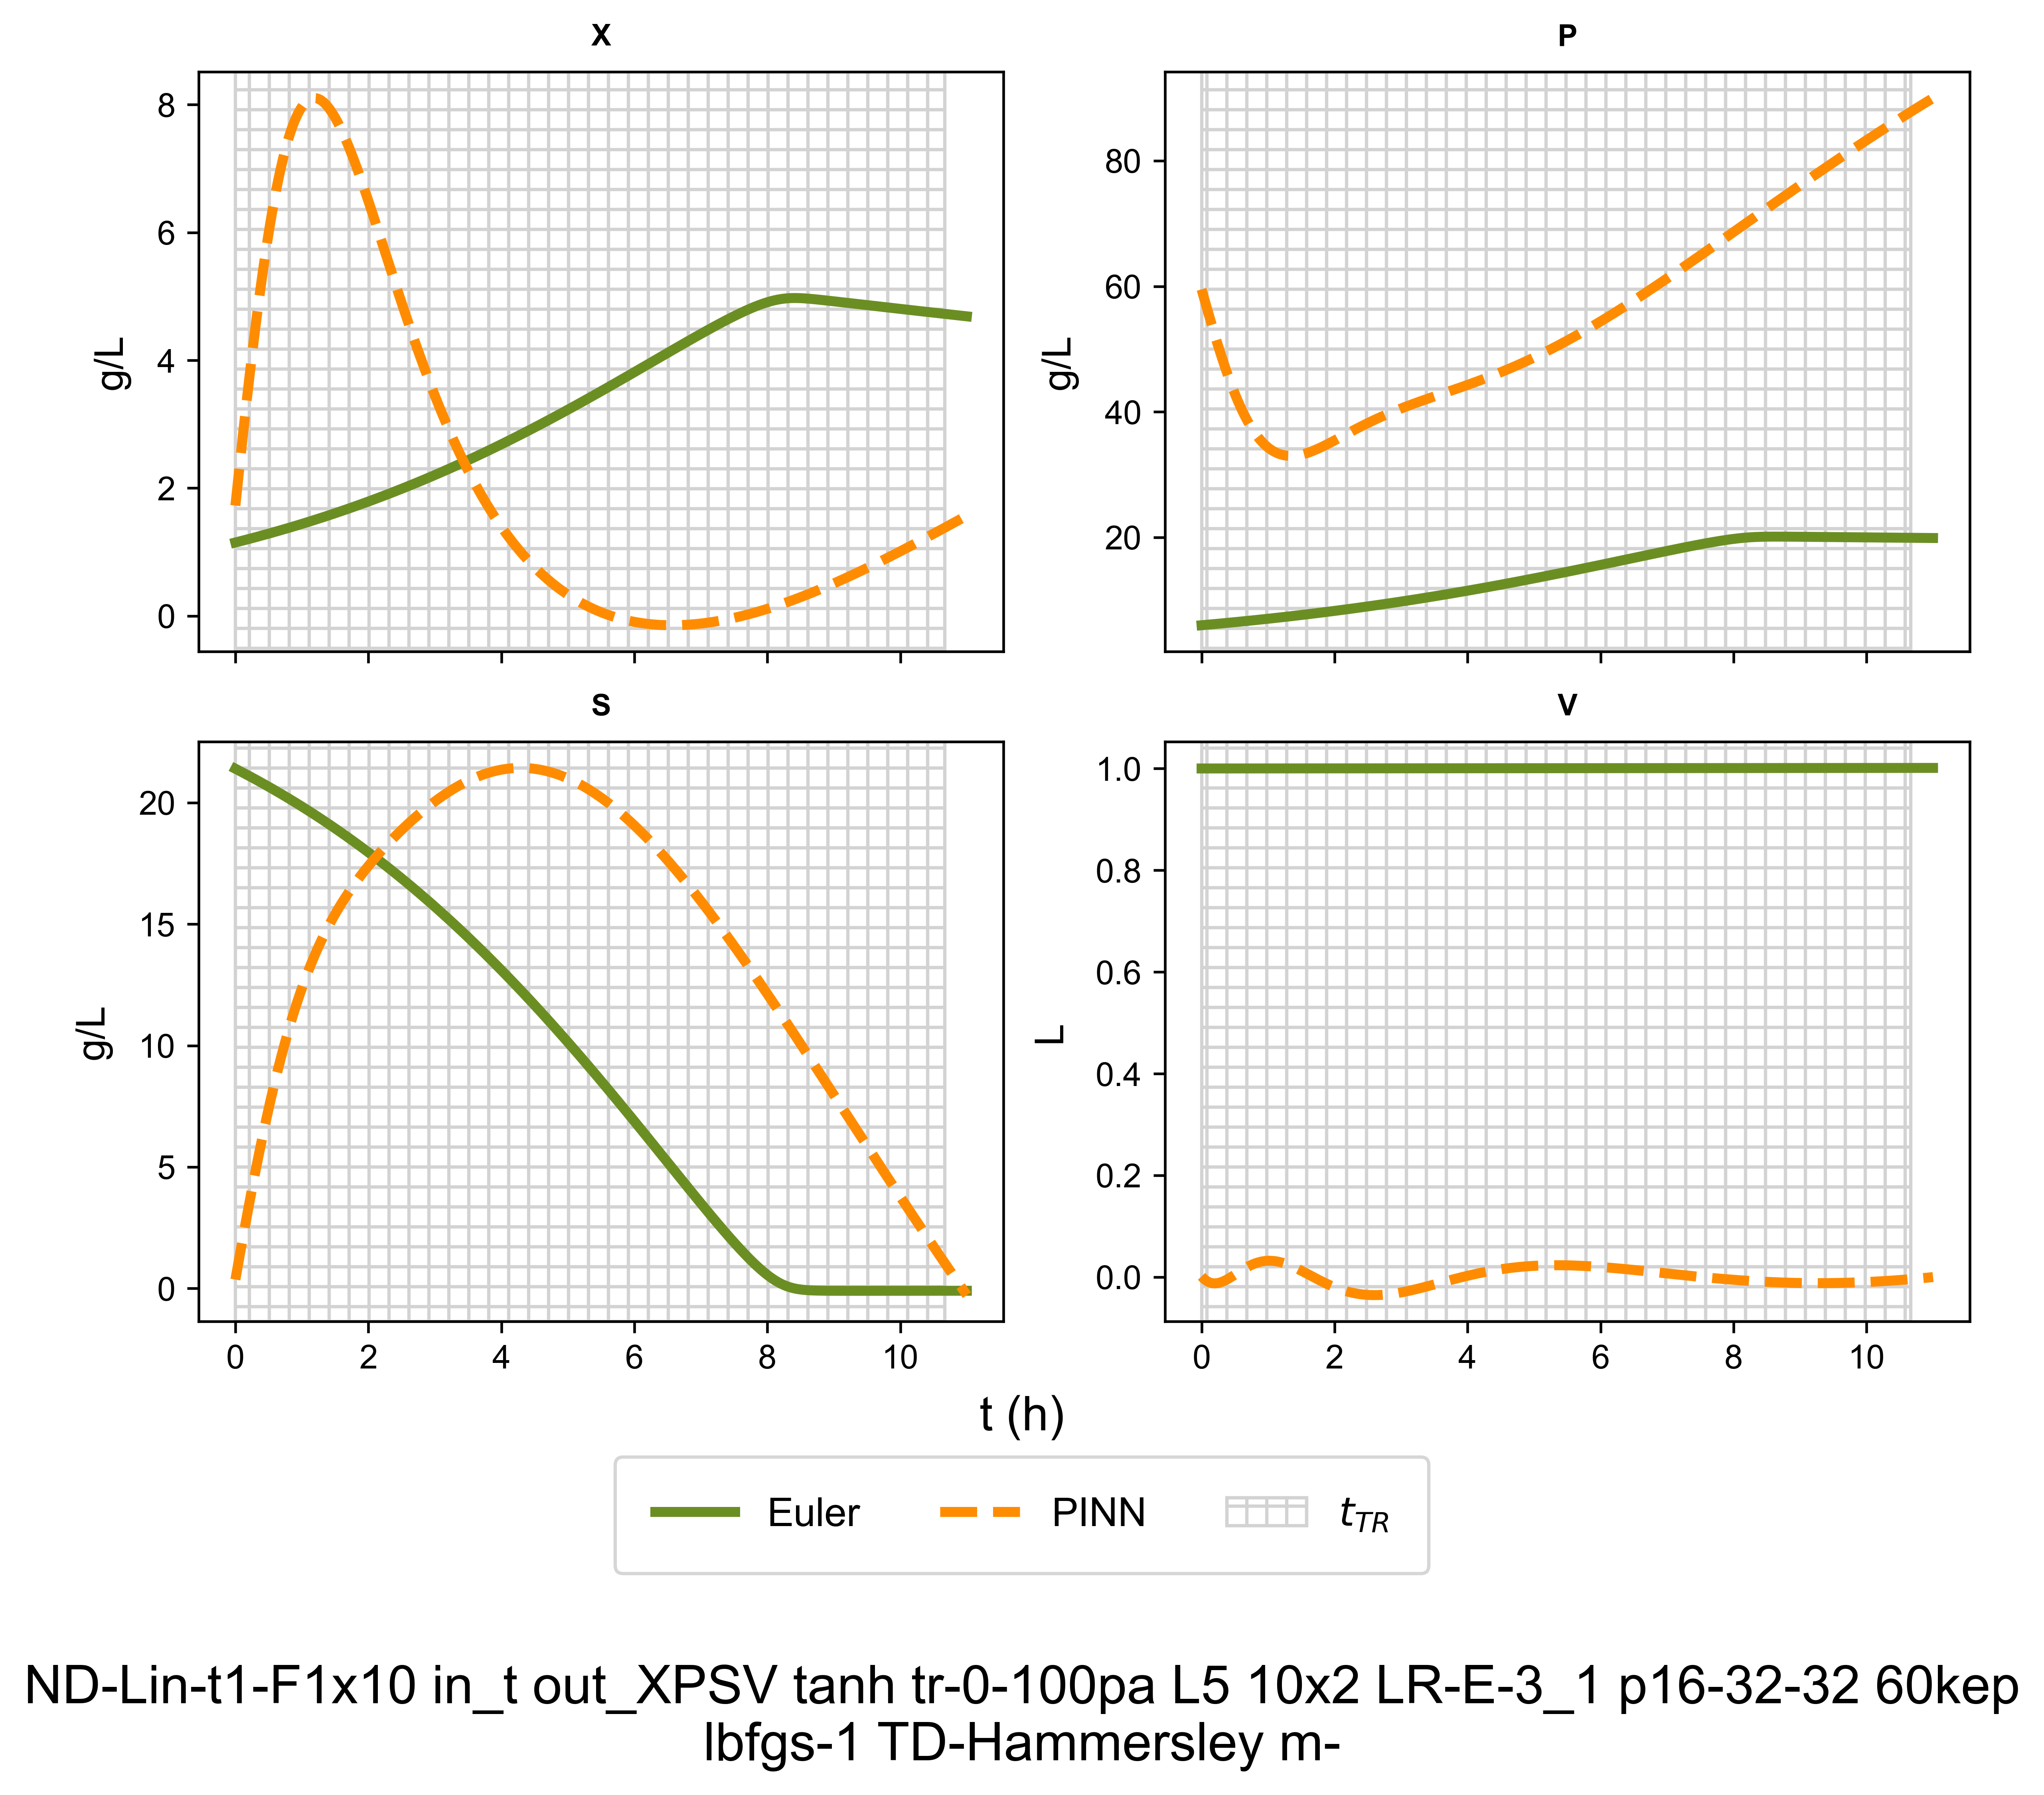 X
P
8
6
4
2
0
g/L
80
60
40
20
g/L
S
V
20
15
10
5
0
g/L
0 2 4 6 8 10
1.0
0.8
0.6
0.4
0.2
0.0
L
0 2 4 6 8 10
t (h)
Euler PINN t_TR
ND-Lin-t1-F1x10 in_t out_XPSV tanh tr-0-100pa L5 10x2 LR-E-3_1 p16-32-32 60kep
lbfgs-1 TD-Hammersley m-